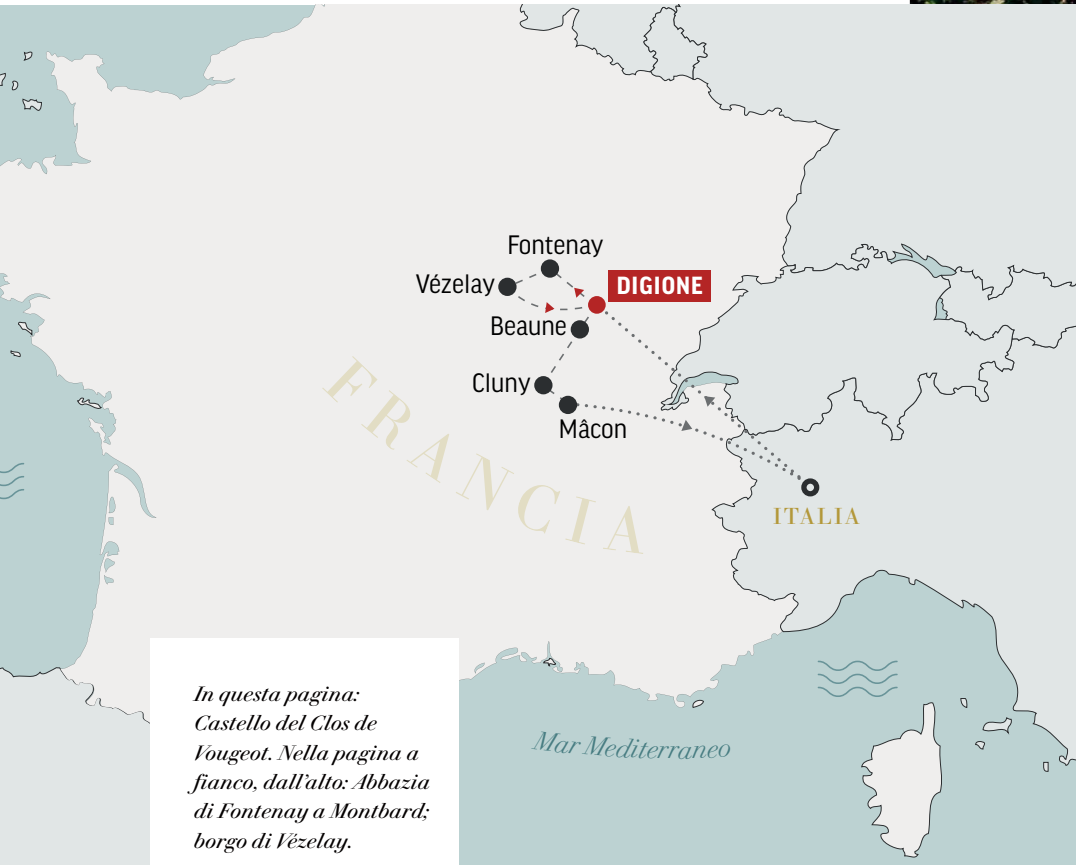 Fontenay
Vézelay
DIGIONE
Beaune
Cluny
Mâcon
FRANCIA
ITALIA
Mar Mediterraneo
In questa pagina:
Castello del Clos de
Vougeot. Nella pagina a
fianco, dall'alto: Abbazia
di Fontenay a Montbard;
borgo di Vézelay.